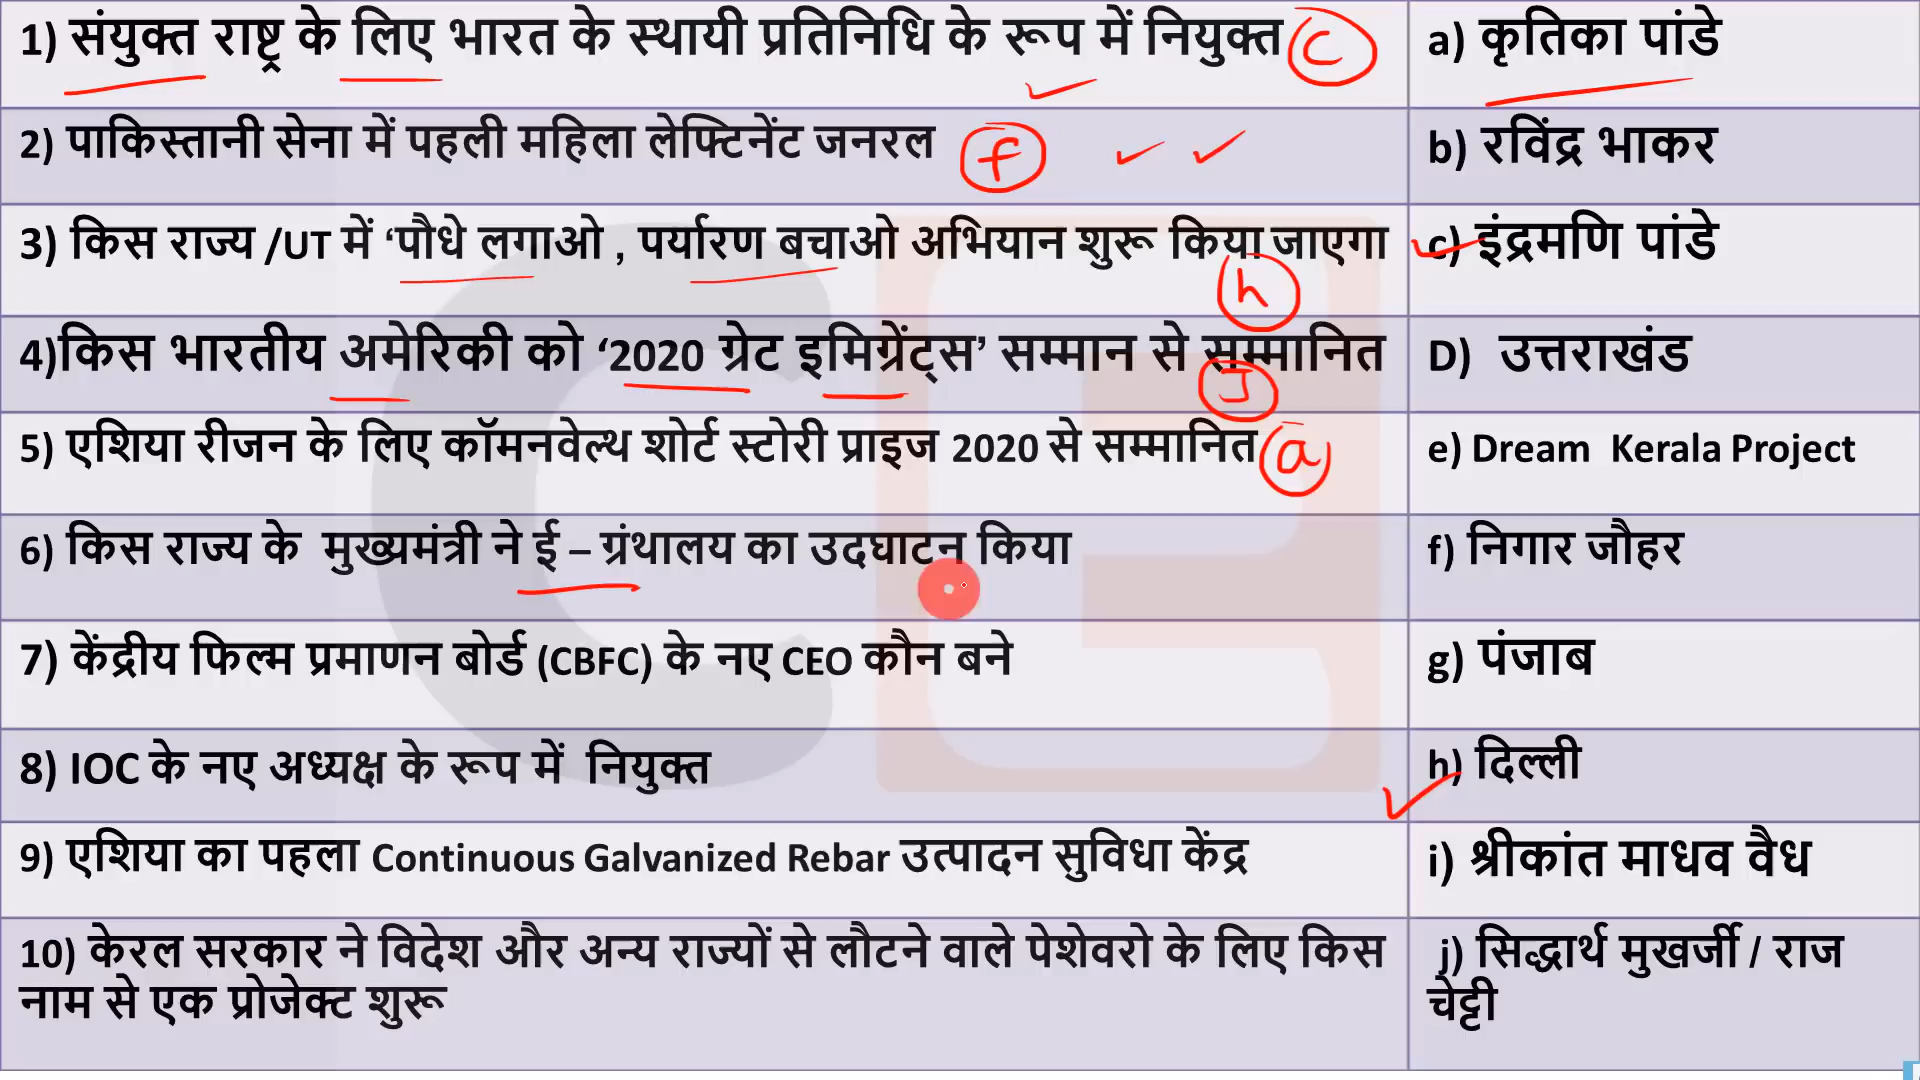 1) संयुक्त राष्ट्र के लिए भारत के स्थायी प्रतिनिधि के रूप में नियुक्त C
a) कृतिका पांडे
2) पाकिस्तानी सेना में पहली महिला लेफ्टिनेंट जनरल f
b) रविंद्र भाकर
3) किस राज्य /UT में ‘पौधे लगाओ , पर्यारण बचाओ अभियान शुरू किया जाएगा
h
c) इंद्रमणि पांडे
4)किस भारतीय अमेरिकी को ‘2020 ग्रेट इमिग्रेंट्स’ सम्मान से सम्मानित
J
D) उत्तराखंड
5) एशिया रीजन के लिए कॉमनवेल्थ शोर्ट स्टोरी प्राइज 2020 से सम्मानित a
e) Dream Kerala Project
6) किस राज्य के मुख्यमंत्री ने ई – ग्रंथालय का उदघाटन किया
f) निगार जौहर
7) केंद्रीय फिल्म प्रमाणन बोर्ड (CBFC) के नए CEO कौन बने
g) पंजाब
8) IOC के नए अध्यक्ष के रूप में नियुक्त
h) दिल्ली
9) एशिया का पहला Continuous Galvanized Rebar उत्पादन सुविधा केंद्र
i) श्रीकांत माधव वैध
10) केरल सरकार ने विदेश और अन्य राज्यों से लौटने वाले पेशेवरो के लिए किस
नाम से एक प्रोजेक्ट शुरू
j) सिद्धार्थ मुखर्जी / राज
चेट्टी